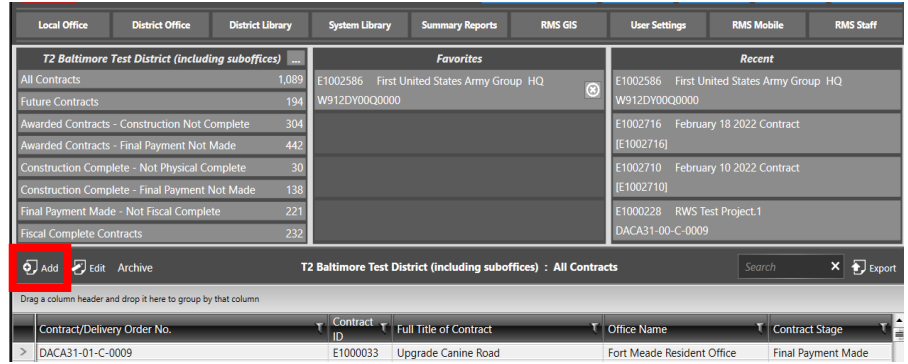 Local Office District Office District Library System Library Summary Reports RMS GIS User Settings RMS Mobile RMS Staff
T2 Baltimore Test District (including suboffices) ...
All Contracts 1,089
Future Contracts 194
Awarded Contracts - Construction Not Complete 304
Awarded Contracts - Final Payment Not Made 442
Construction Complete - Not Physical Complete 30
Construction Complete - Final Payment Not Made 138
Final Payment Made - Not Fiscal Complete 221
Fiscal Complete Contracts 232
Favorites
E1002586 First United States Army Group HQ
W912DY00Q0000
Recent
E1002586 First United States Army Group HQ
W912DY00Q0000
E1002716 February 18 2022 Contract
[E1002716]
E1002710 February 10 2022 Contract
[E1002710]
E1000228 RWS Test Project.1
DACA31-00-C-0009
Add Edit Archive T2 Baltimore Test District (including suboffices) : All Contracts Search X Export
Drag a column header and drop it here to group by that column
Contract/Delivery Order No. Contract ID Full Title of Contract Office Name Contract Stage
> DACA31-01-C-0009 E1000033 Upgrade Canine Road Fort Meade Resident Office Final Payment Made